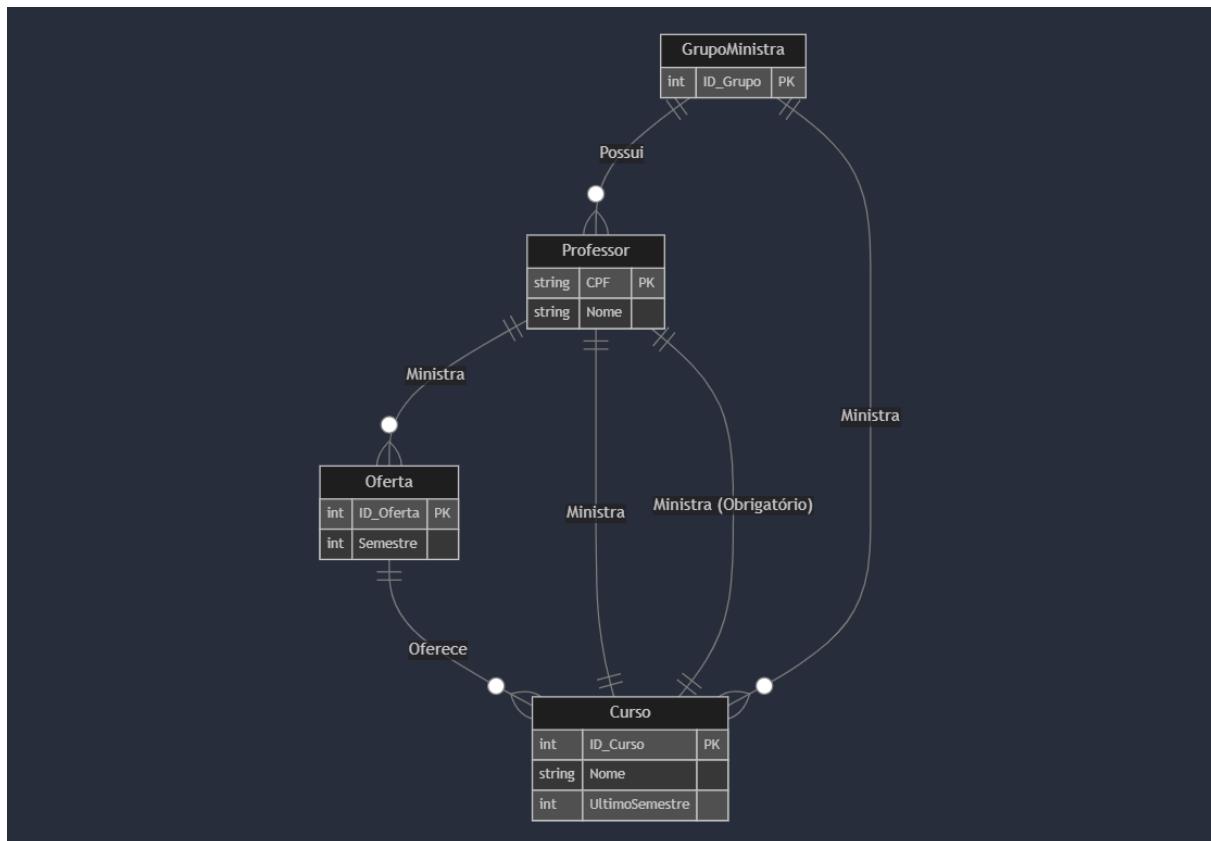 GrupoMinistra
int ID_Grupo PK
Possui
Professor
string CPF PK
string Nome
Ministra
Ministra
Oferta
int ID_Oferta PK
int Semestre
Ministra
Ministra (Obrigatório)
Oferece
Curso
int ID_Curso PK
string Nome
int UltimoSemestre